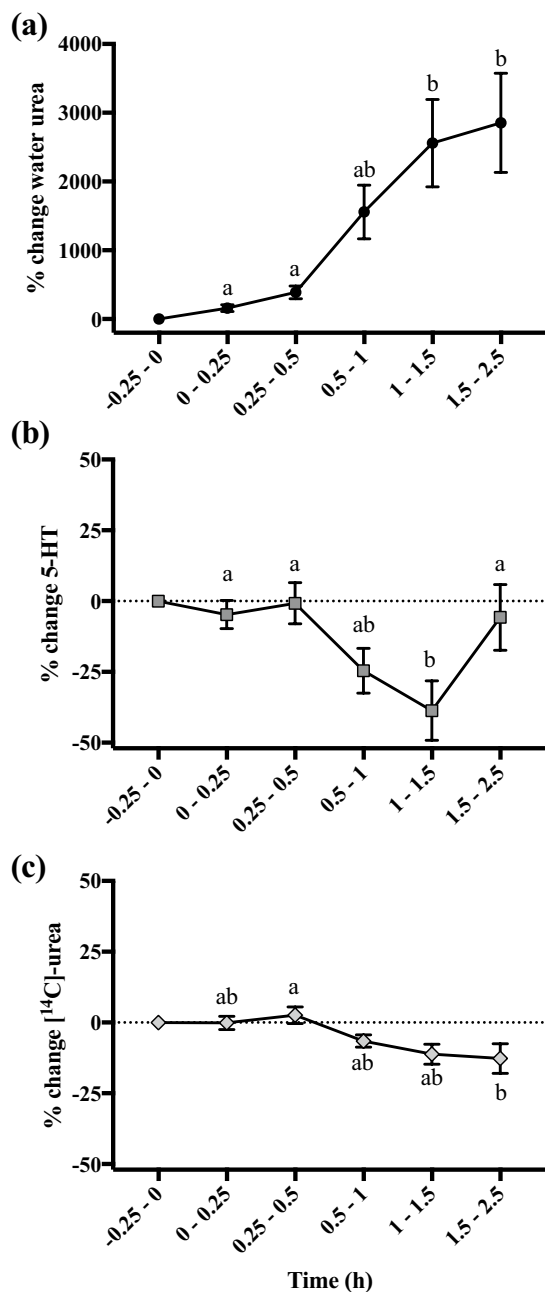 (a)
% change water urea
4000
3000
2000
1000
0
a
a
ab
b
b
-0.25 - 0
0 - 0.25
0.25 - 0.5
0.5 - 1
1 - 1.5
1.5 - 2.5
(b)
% change 5-HT
50
25
0
-25
-50
a
a
ab
b
a
-0.25 - 0
0 - 0.25
0.25 - 0.5
0.5 - 1
1 - 1.5
1.5 - 2.5
(c)
% change [¹⁴C]-urea
50
25
0
-25
-50
ab
a
ab
ab
b
-0.25 - 0
0 - 0.25
0.25 - 0.5
0.5 - 1
1 - 1.5
1.5 - 2.5
Time (h)